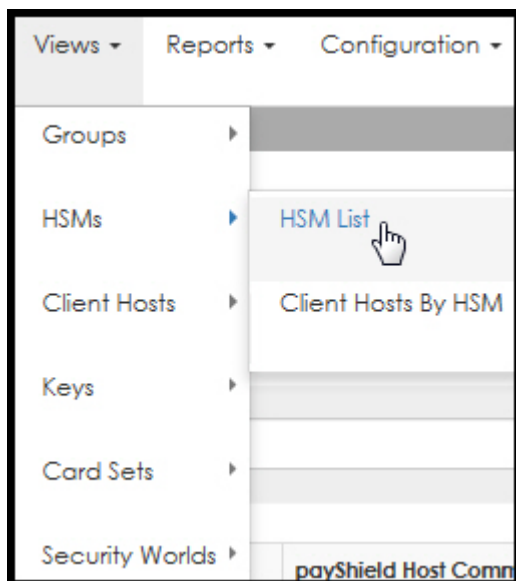 Views Reports Configuration
Groups
HSMs HSM List
Client Hosts Client Hosts By HSM
Keys
Card Sets
Security Worlds payShield Host Comm